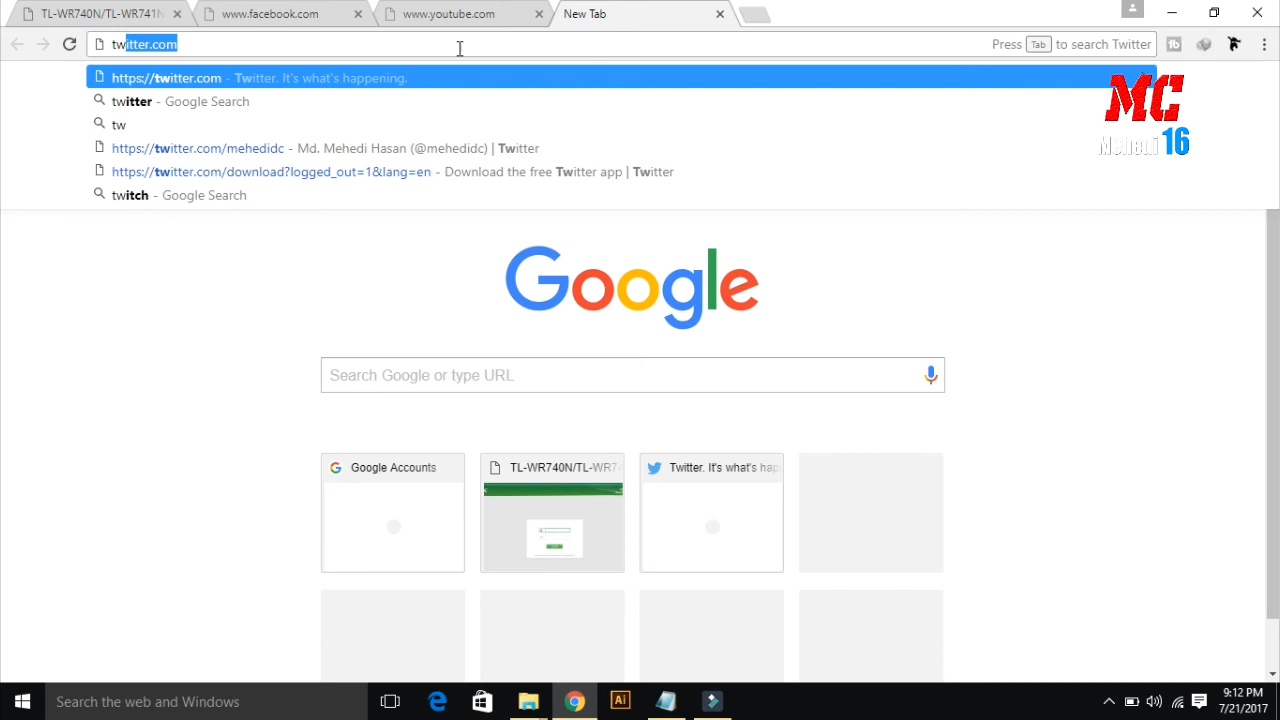 TL-WR740N/TL-WR741N
www.facebook.com
www.youtube.com
New Tab
twitter.com
Press Tab to search Twitter
https://twitter.com - Twitter. It's what's happening.
twitter - Google Search
tw
https://twitter.com/mehedidc - Md. Mehedi Hasan (@mehedidc) | Twitter
https://twitter.com/download?logged_out=1&lang=en - Download the free Twitter app | Twitter
twitch - Google Search
MC
Mehedi 16
Google
Search Google or type URL
Google Accounts
TL-WR740N/TL-WR7
Twitter. It's what's hap
Search the web and Windows
Ai
9:12 PM
7/21/2017